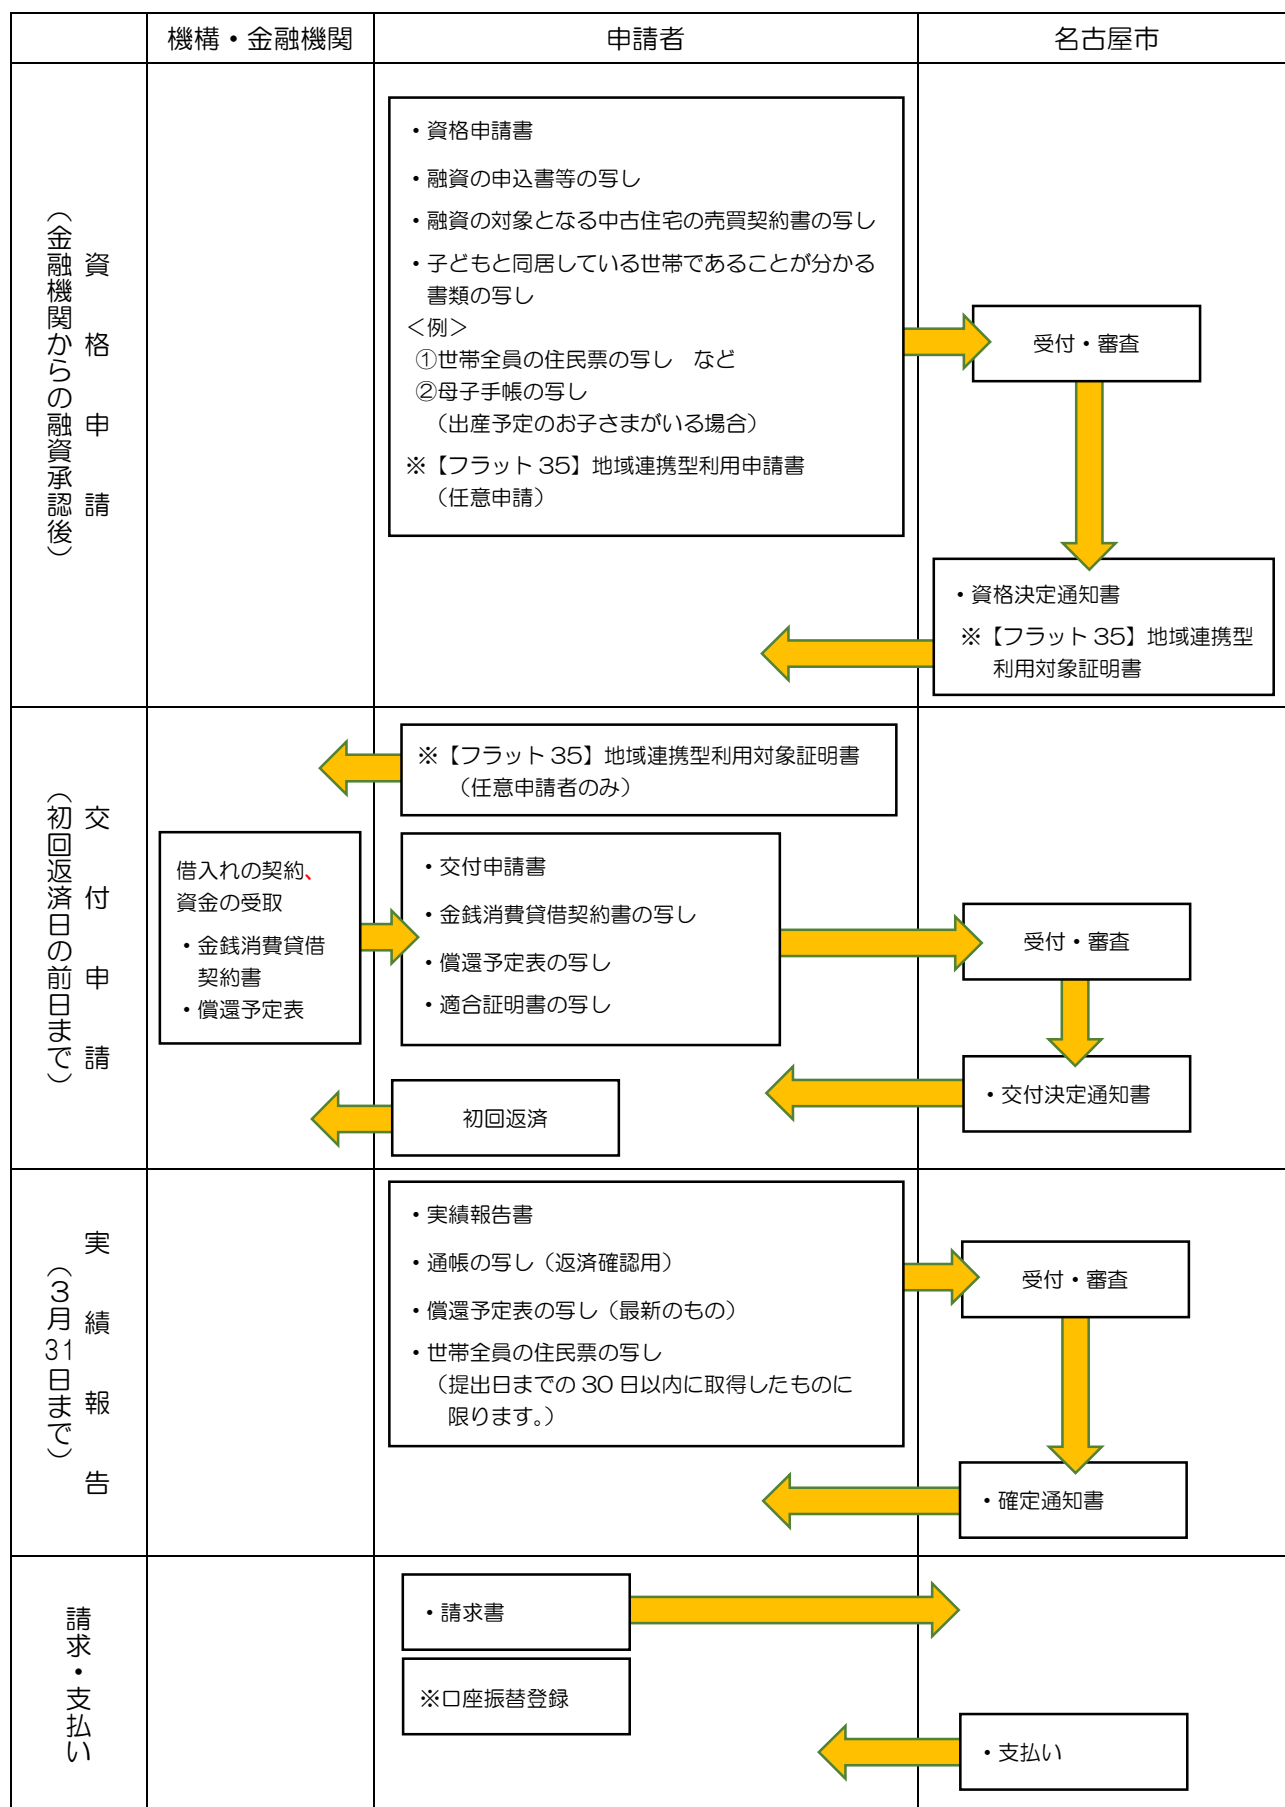 機構・金融機関
申請者
名古屋市
資格申請
（金融機関からの融資承認後）
・資格申請書
・融資の申込書等の写し
・融資の対象となる中古住宅の売買契約書の写し
・子どもと同居している世帯であることが分かる
書類の写し
＜例＞
①世帯全員の住民票の写し　など
②母子手帳の写し
（出産予定のお子さまがいる場合）
※【フラット 35】地域連携型利用申請書
（任意申請）
受付・審査
・資格決定通知書
※【フラット 35】地域連携型
利用対象証明書
交付申請
（初回返済日の前日まで）
※【フラット 35】地域連携型利用対象証明書
（任意申請者のみ）
借入れの契約、
資金の受取
・金銭消費貸借
契約書
・償還予定表
・交付申請書
・金銭消費貸借契約書の写し
・償還予定表の写し
・適合証明書の写し
受付・審査
・交付決定通知書
初回返済
実績報告
（３月 31 日まで）
・実績報告書
・通帳の写し（返済確認用）
・償還予定表の写し（最新のもの）
・世帯全員の住民票の写し
（提出日までの 30 日以内に取得したものに
限ります。）
受付・審査
・確定通知書
請求・支払い
・請求書
※口座振替登録
・支払い